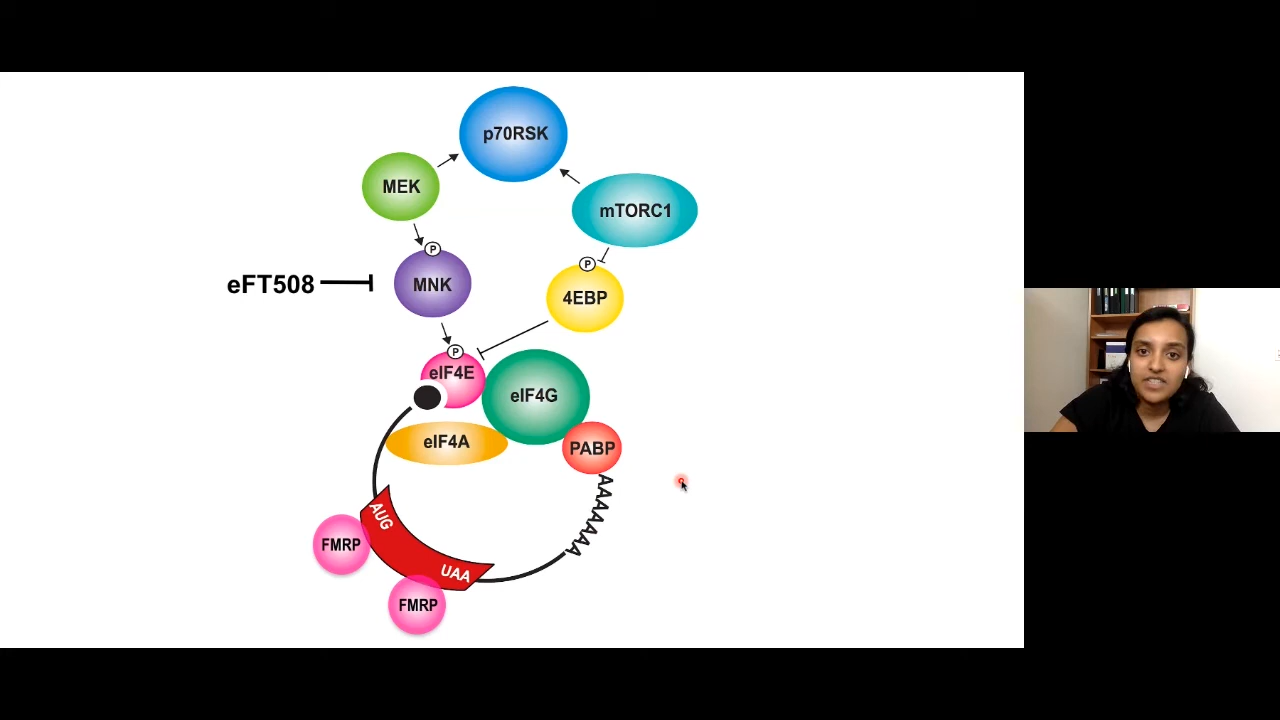 p70RSK
MEK
mTORC1
P
eFT508
MNK
P
4EBP
P
eIF4E
eIF4G
eIF4A
PABP
AAAAAAA
AUG
FMRP
UAA
FMRP